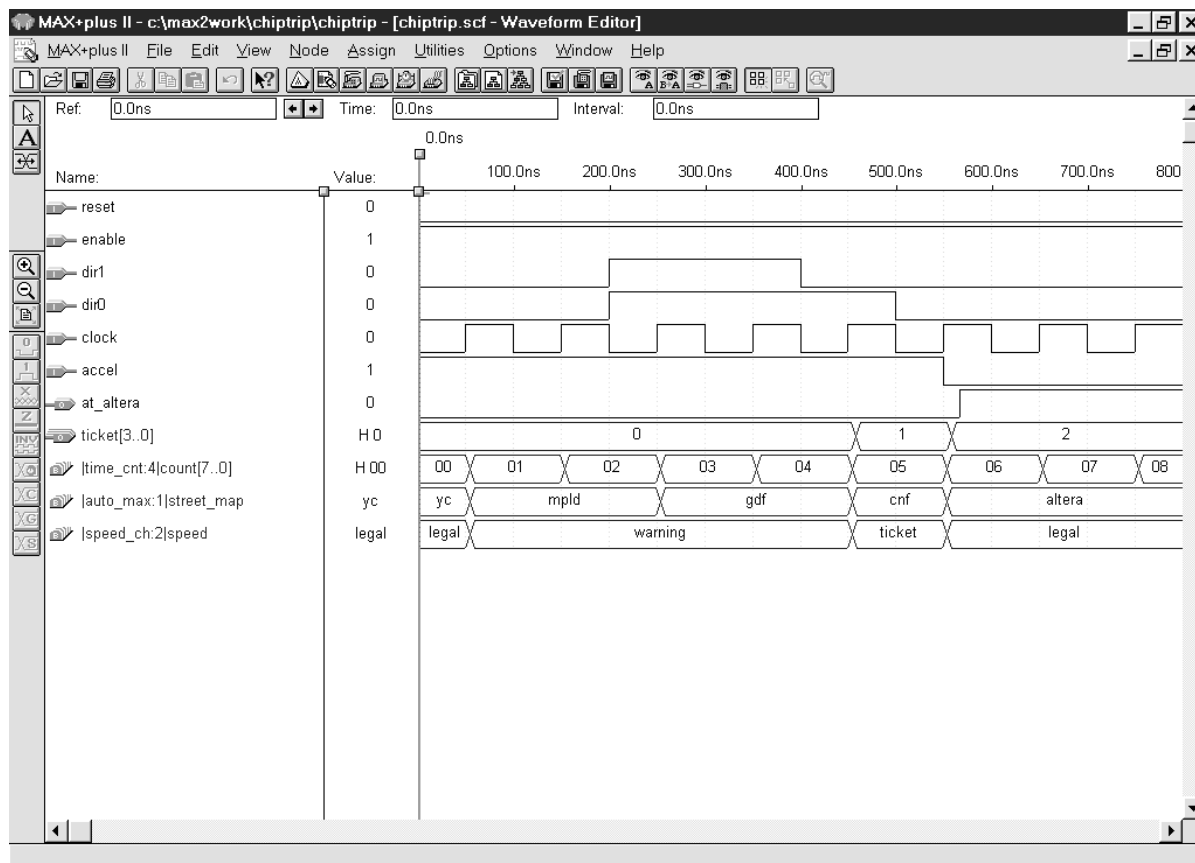 MAX+plus II - c:\max2work\chiptrip\chiptrip - [chiptrip.scf - Waveform Editor]
MAX+plus II File Edit View Node Assign Utilities Options Window Help
Ref: 0.0ns Time: 0.0ns Interval: 0.0ns
0.0ns
Name: Value: 100.0ns 200.0ns 300.0ns 400.0ns 500.0ns 600.0ns 700.0ns 800
reset 0
enable 1
dir1 0
dir0 0
clock 0
accel 1
at_altera 0
ticket[3..0] H 0 0 1 2
|time_cnt:4|count[7..0] H 00 00 01 02 03 04 05 06 07 08
|auto_max:1|street_map yc yc mpld gdf cnf altera
|speed_ch:2|speed legal legal warning ticket legal